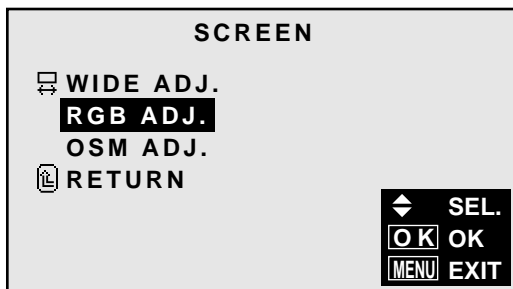 SCREEN
WIDE ADJ.
RGB ADJ.
OSM ADJ.
RETURN
SEL.
OK OK
MENU EXIT